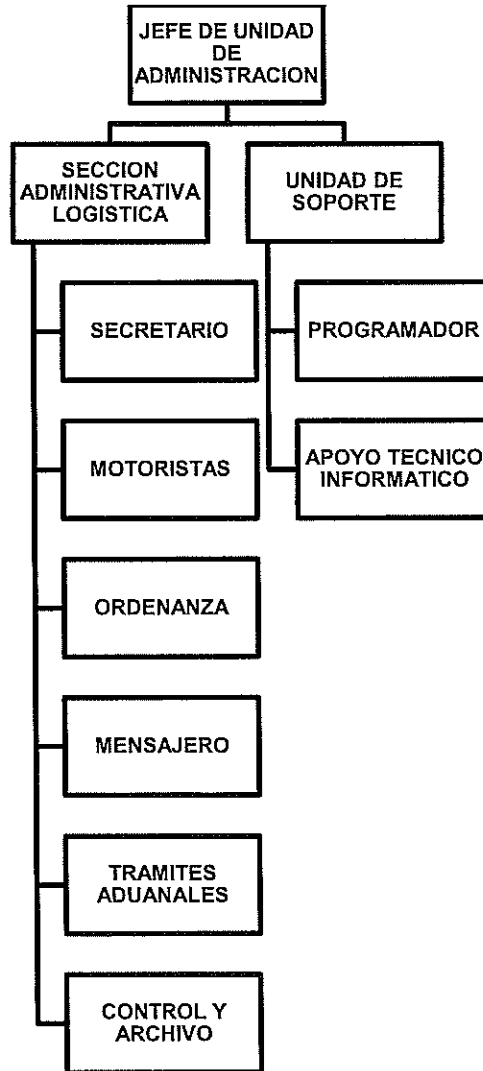 JEFE DE UNIDAD
DE
ADMINISTRACION
SECCION
ADMINISTRATIVA
LOGISTICA
UNIDAD DE
SOPORTE
SECRETARIO
PROGRAMADOR
MOTORISTAS
APOYO TECNICO
INFORMATICO
ORDENANZA
MENSAJERO
TRAMITES
ADUANALES
CONTROL Y
ARCHIVO